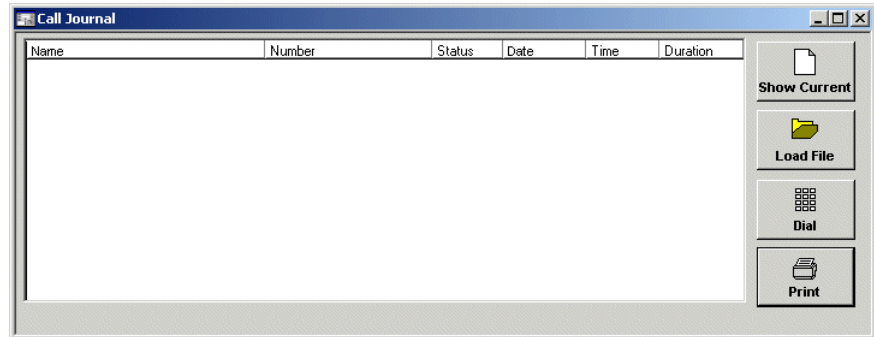 Call Journal
Name Number Status Date Time Duration
Show Current
Load File
Dial
Print